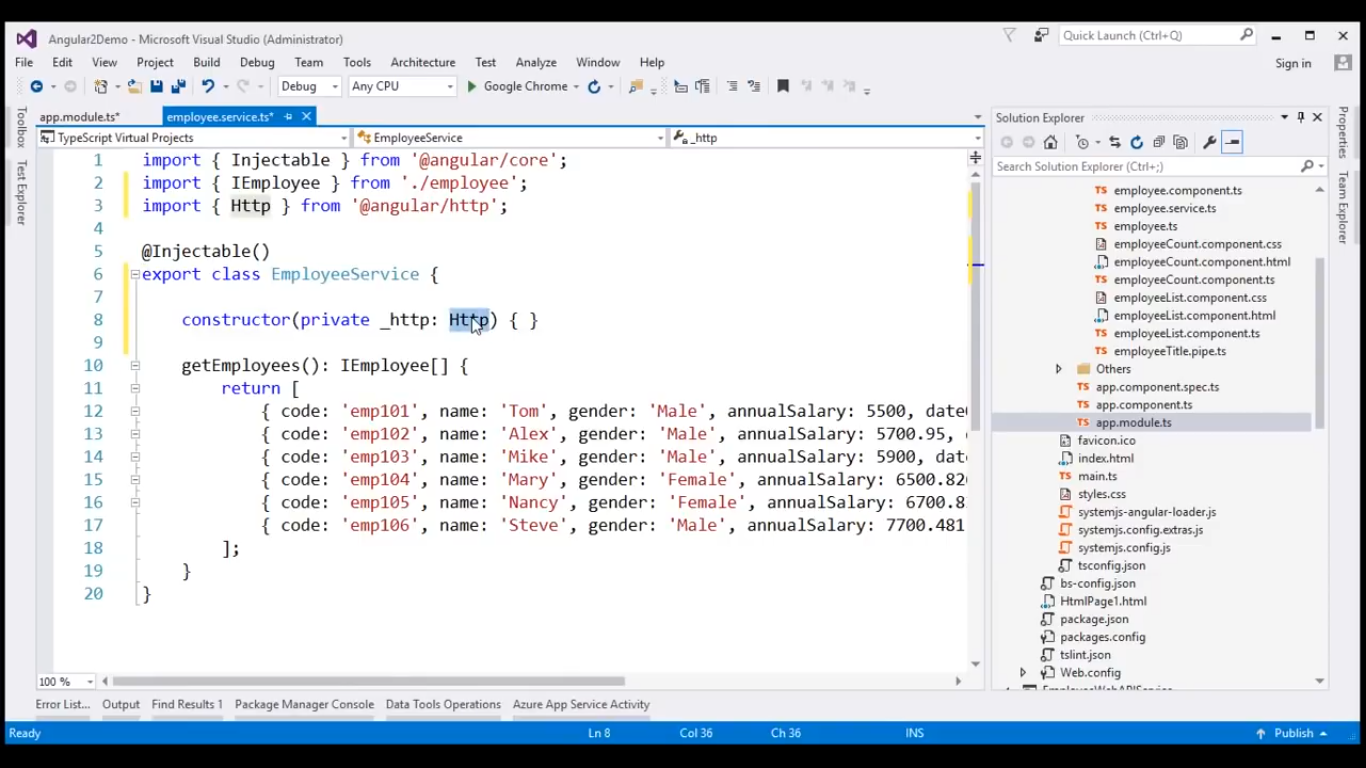 Angular2Demo - Microsoft Visual Studio (Administrator)
Quick Launch (Ctrl+Q)
File Edit View Project Build Debug Team Tools Architecture Test Analyze Window Help
Sign in
Debug Any CPU Google Chrome
app.module.ts* employee.service.ts*
TypeScript Virtual Projects EmployeeService _http
Toolbox
Test Explorer
1 import { Injectable } from '@angular/core';
2 import { IEmployee } from './employee';
3 import { Http } from '@angular/http';
4
5 @Injectable()
6 export class EmployeeService {
7
8 constructor(private _http: Http) { }
9
10 getEmployees(): IEmployee[] {
11 return [
12 { code: 'emp101', name: 'Tom', gender: 'Male', annualSalary: 5500,
13 { code: 'emp102', name: 'Alex', gender: 'Male', annualSalary: 5700.95,
14 { code: 'emp103', name: 'Mike', gender: 'Male', annualSalary: 5900,
15 { code: 'emp104', name: 'Mary', gender: 'Female', annualSalary:
16 { code: 'emp105', name: 'Nancy', gender: 'Female', annualSalary:
17 { code: 'emp106', name: 'Steve', gender: 'Male', annualSalary: 7700.481
18 ];
19 }
20 }
100 %
Solution Explorer
Search Solution Explorer (Ctrl+;)
employee.component.ts
employee.service.ts
employee.ts
employeeCount.component.css
employeeCount.component.html
employeeCount.component.ts
employeeList.component.css
employeeList.component.html
employeeList.component.ts
employeeTitle.pipe.ts
Others
app.component.spec.ts
app.component.ts
app.module.ts
favicon.ico
index.html
main.ts
styles.css
systemjs-angular-loader.js
systemjs.config.extras.js
systemjs.config.js
tsconfig.json
bs-config.json
HtmlPage1.html
package.json
packages.config
tslint.json
Web.config
Properties
Team Explorer
Error List... Output Find Results 1 Package Manager Console Data Tools Operations Azure App Service Activity
Ready Ln 8 Col 36 Ch 36 INS Publish